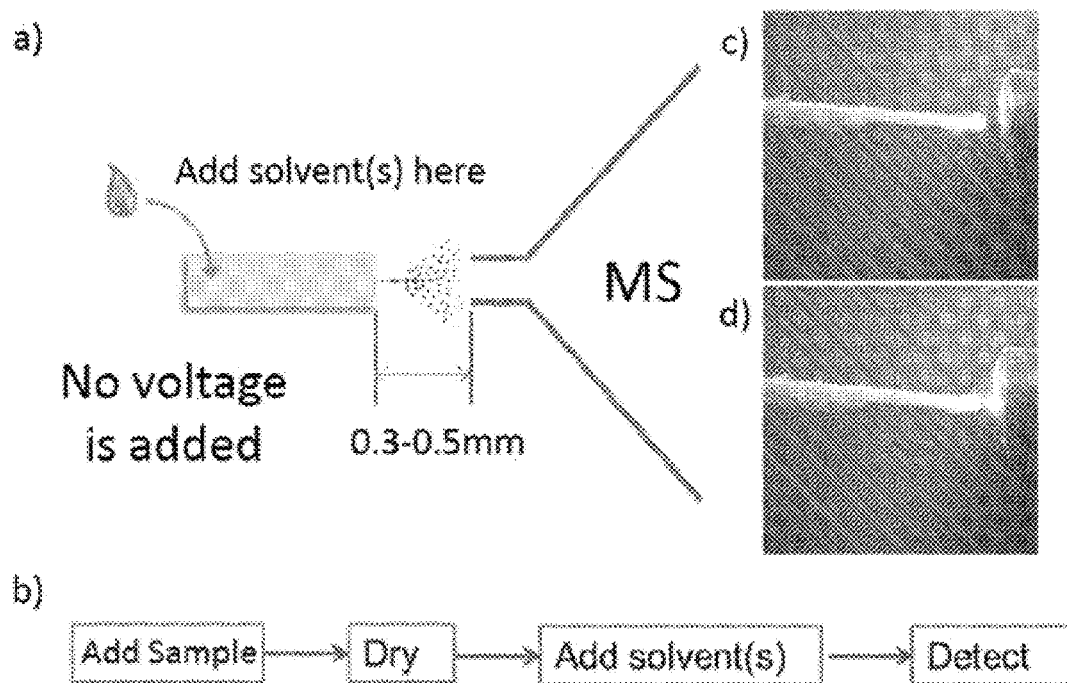 a)
Add solvent(s) here
MS
No voltage
is added
0.3-0.5mm
c)
d)
b)
Add Sample
Dry
Add solvent(s)
Detect